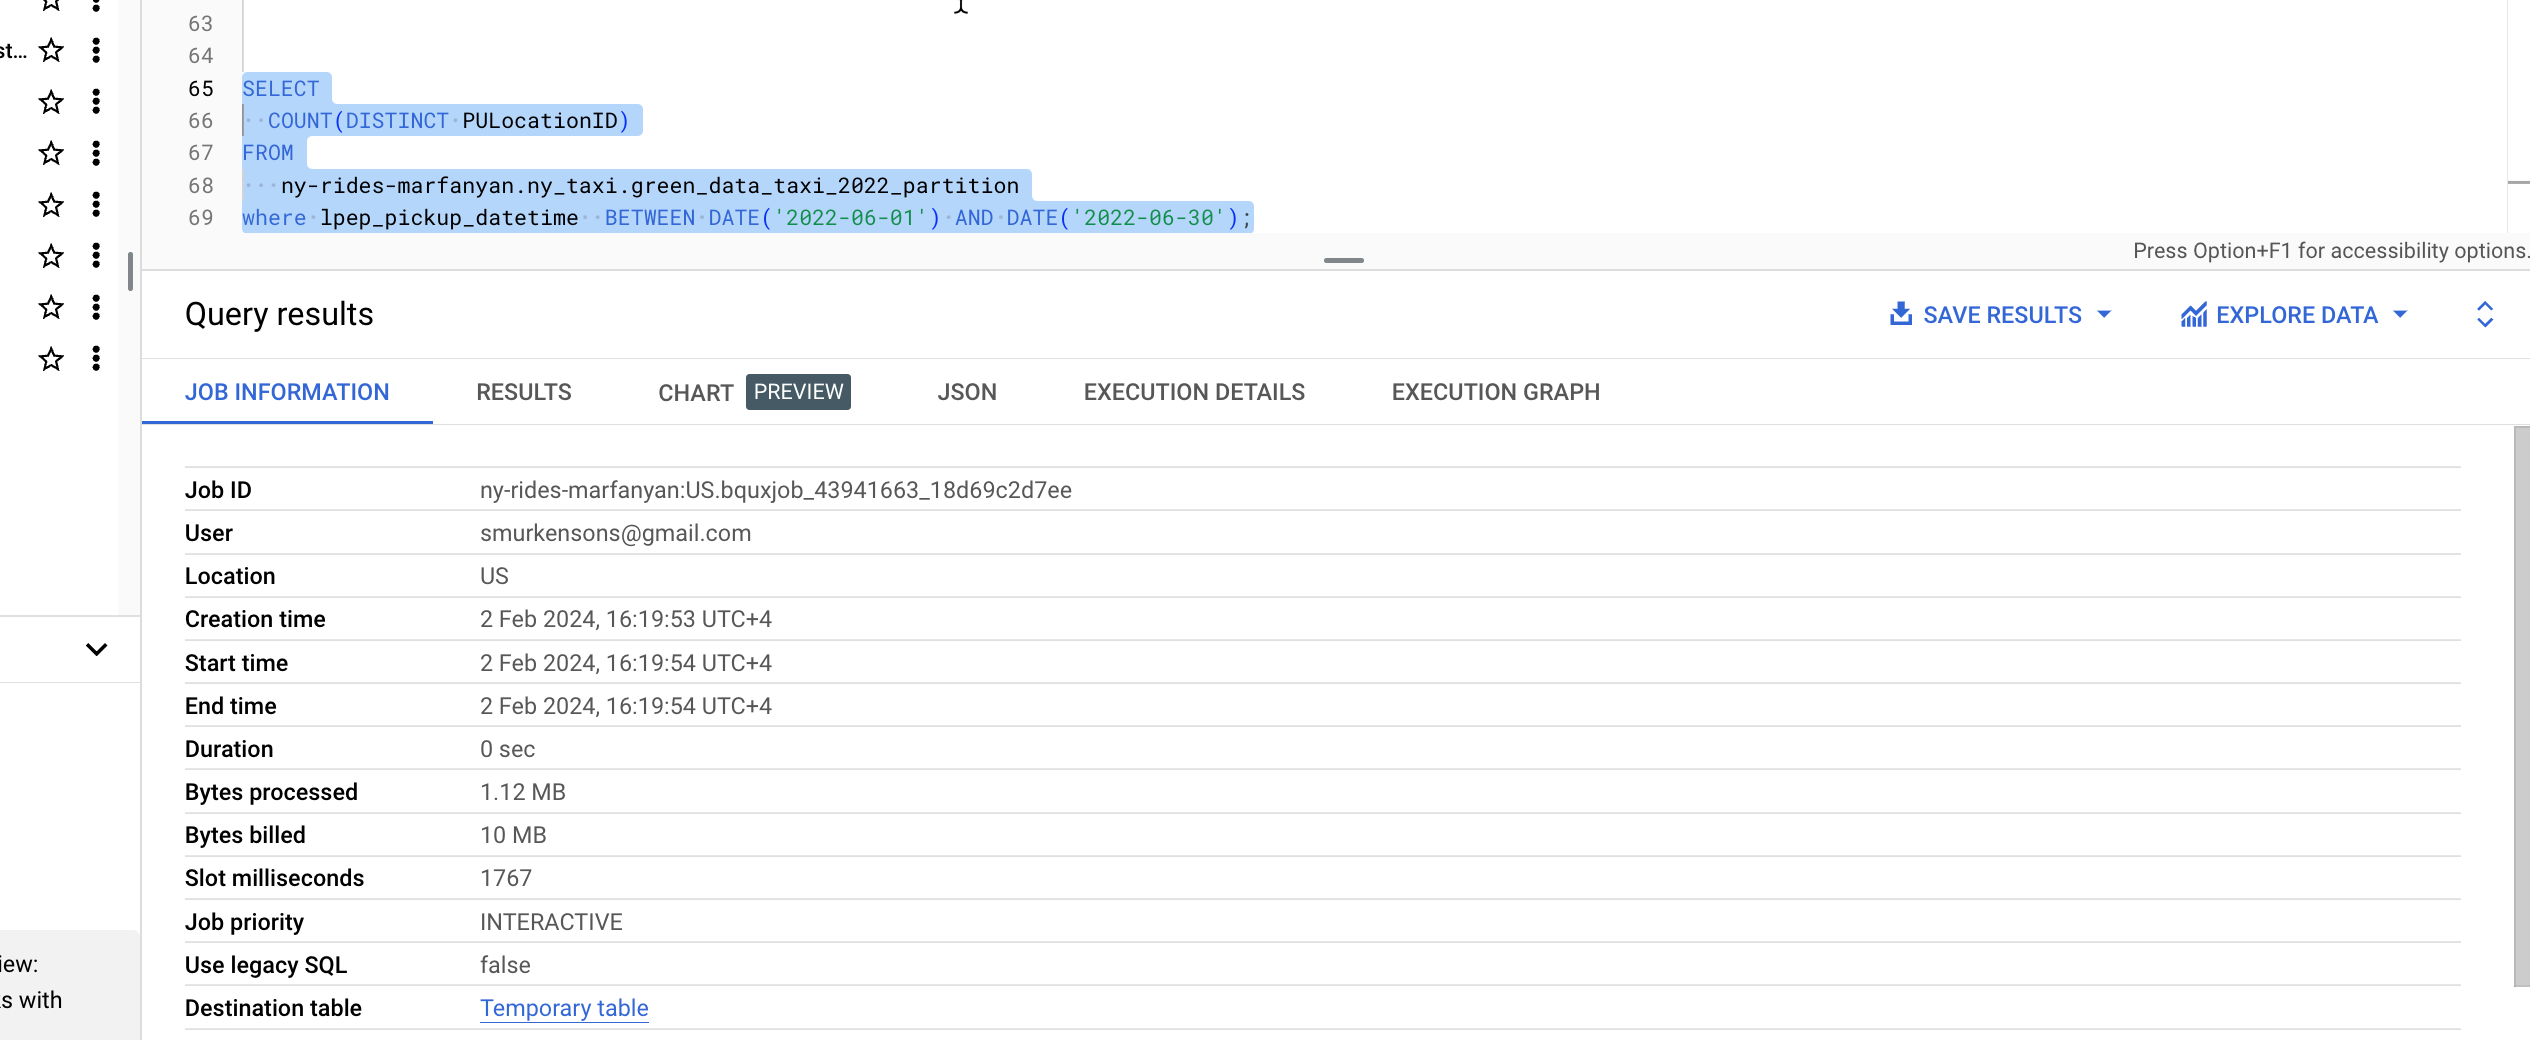 63
64
st...
65 SELECT
66 COUNT(DISTINCT PULocationID)
67 FROM
68 ny-rides-marfanyan.ny_taxi.green_data_taxi_2022_partition
69 where lpep_pickup_datetime  BETWEEN DATE('2022-06-01') AND DATE('2022-06-30');
Press Option+F1 for accessibility options.
Query results
SAVE RESULTS
EXPLORE DATA
JOB INFORMATION RESULTS CHART PREVIEW JSON EXECUTION DETAILS EXECUTION GRAPH
Job ID ny-rides-marfanyan:US.bquxjob_43941663_18d69c2d7ee
User smurkensons@gmail.com
Location US
Creation time 2 Feb 2024, 16:19:53 UTC+4
Start time 2 Feb 2024, 16:19:54 UTC+4
End time 2 Feb 2024, 16:19:54 UTC+4
Duration 0 sec
Bytes processed 1.12 MB
Bytes billed 10 MB
Slot milliseconds 1767
Job priority INTERACTIVE
Use legacy SQL false
Destination table Temporary table
iew:
s with